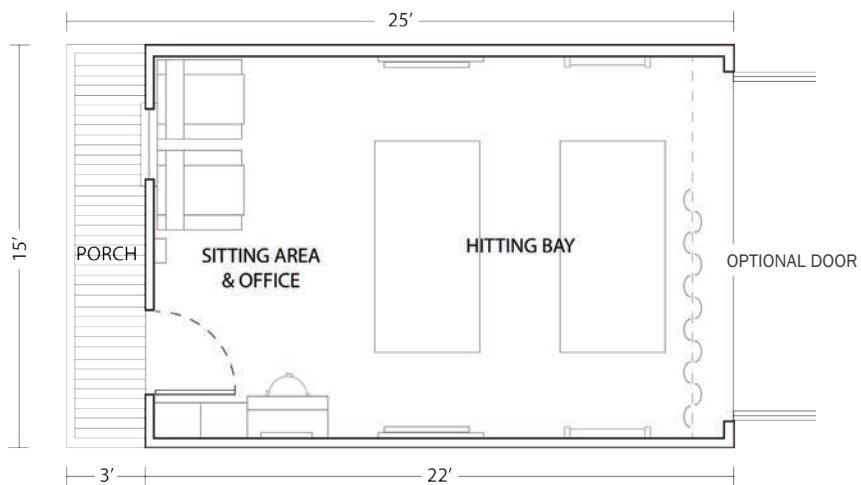 25’
15’
PORCH
SITTING AREA
& OFFICE
HITTING BAY
OPTIONAL DOOR
3’
22’